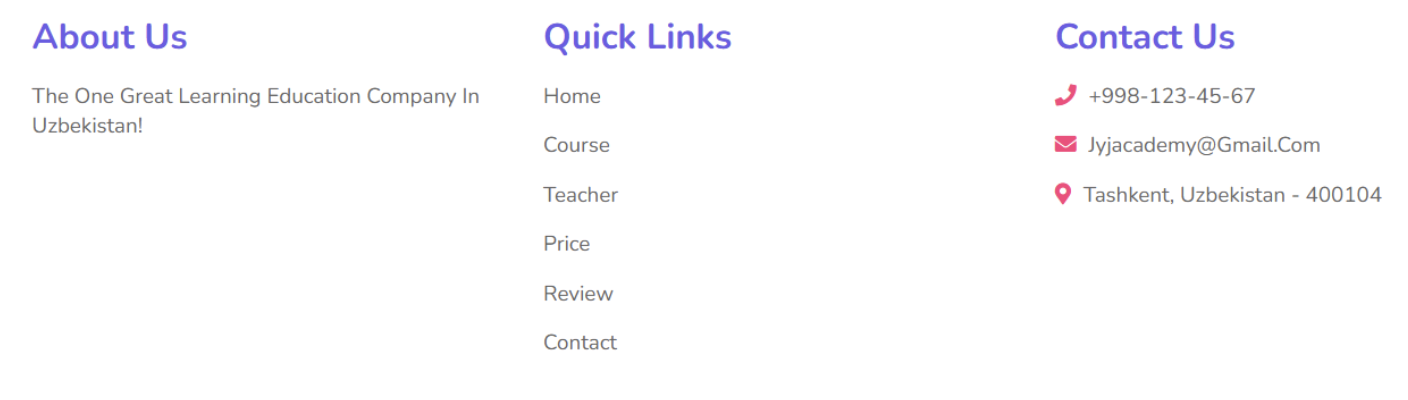 About Us
The One Great Learning Education Company In
Uzbekistan!
Quick Links
Home
Course
Teacher
Price
Review
Contact
Contact Us
+998-123-45-67
Jyjacademy@Gmail.Com
Tashkent, Uzbekistan - 400104